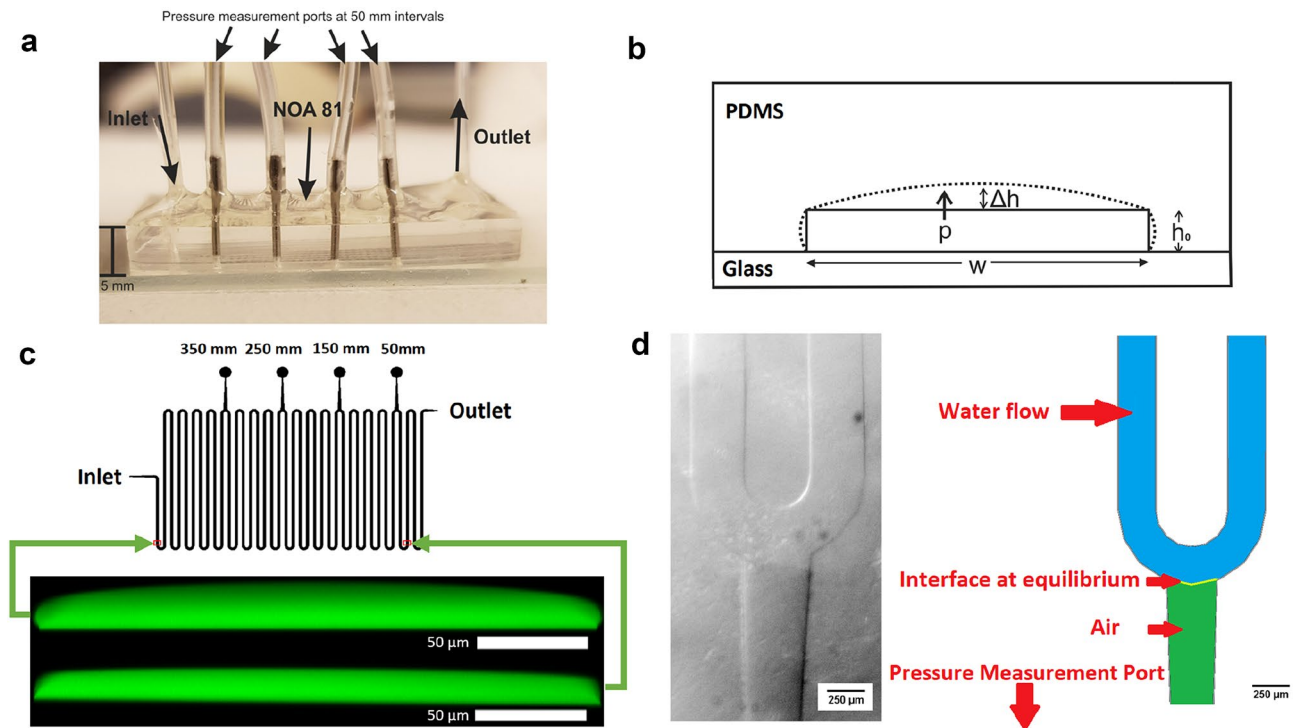 Pressure measurement ports at 50 mm intervals
a
Inlet
NOA 81
Outlet
5 mm
b
PDMS
Δh
p
h₀
Glass
w
c
350 mm 250 mm 150 mm 50mm
Outlet
Inlet
50 µm
50 µm
d
250 µm
Water flow
Interface at equilibrium
Air
Pressure Measurement Port
250 µm